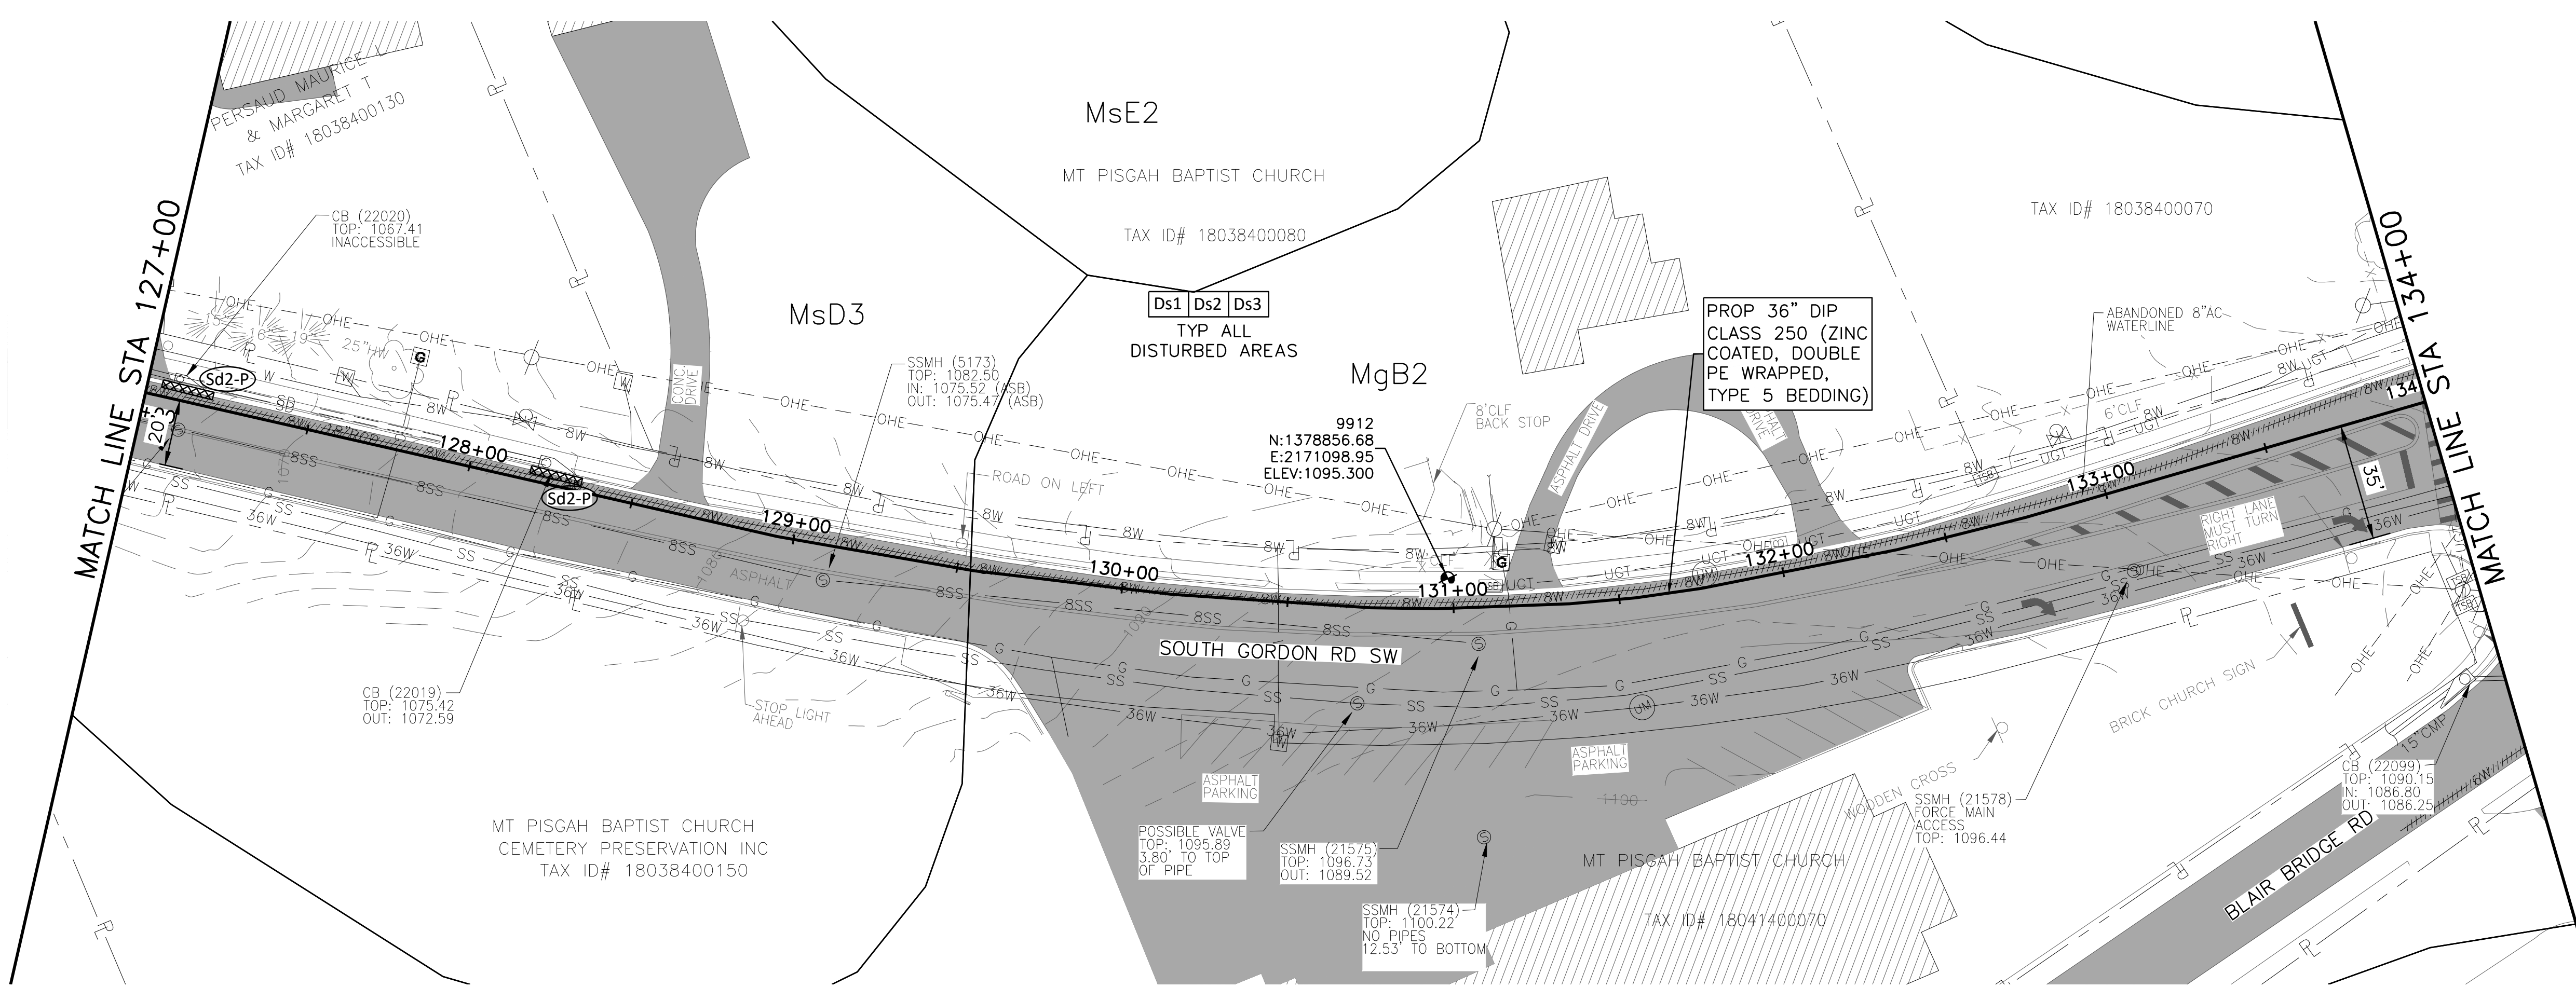 PERSAUD MAURICE L
& MARGARET T
TAX ID# 18038400130
MATCH LINE STA 127+00
CB (22020)
TOP: 1067.41
INACCESSIBLE
15"
16"
19"
25"HW
Sd2-P
20'
CONC
DRIVE
MsD3
MsE2
MT PISGAH BAPTIST CHURCH
TAX ID# 18038400080
Ds1 Ds2 Ds3
TYP ALL
DISTURBED AREAS
SSMH (5173)
TOP: 1082.50
IN: 1075.52 (ASB)
OUT: 1075.47 (ASB)
ROAD ON LEFT
MgB2
9912
N:1378856.68
E:2171098.95
ELEV:1095.300
8'CLF
BACK STOP
ASPHALT DRIVE
PROP 36" DIP
CLASS 250 (ZINC
COATED, DOUBLE
PE WRAPPED,
TYPE 5 BEDDING)
TAX ID# 18038400070
ABANDONED 8"AC
WATERLINE
6'CLF
MATCH LINE STA 134+00
35'
128+00
Sd2-P
129+00
130+00
131+00
132+00
133+00
134
RIGHT LANE
MUST TURN
RIGHT
ASPHALT
1090
SOUTH GORDON RD SW
STOP LIGHT
AHEAD
CB (22019)
TOP: 1075.42
OUT: 1072.59
MT PISGAH BAPTIST CHURCH
CEMETERY PRESERVATION INC
TAX ID# 18038400150
ASPHALT
PARKING
POSSIBLE VALVE
TOP: 1095.89
3.80' TO TOP
OF PIPE
SSMH (21575)
TOP: 1096.73
OUT: 1089.52
SSMH (21574)
TOP: 1100.22
NO PIPES
12.53' TO BOTTOM
ASPHALT
PARKING
1100
MT PISGAH BAPTIST CHURCH
TAX ID# 18041400070
WOODEN CROSS
SSMH (21578)
FORCE MAIN
ACCESS
TOP: 1096.44
BRICK CHURCH SIGN
15"CMP
CB (22099)
TOP: 1090.15
IN: 1086.80
OUT: 1086.25
BLAIR BRIDGE RD